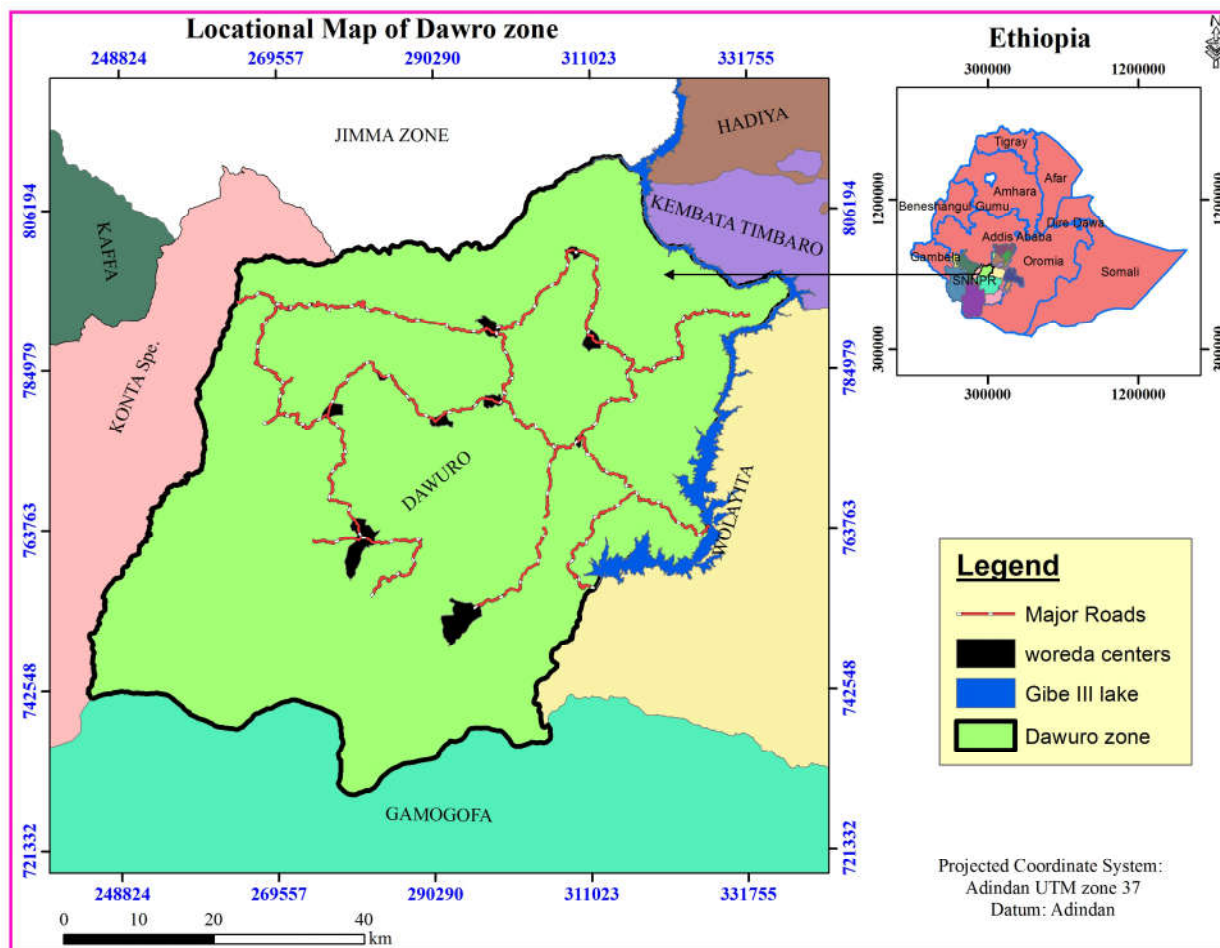 Locational Map of Dawro zone
248824 269557 290290 311023 331755
JIMMA ZONE
HADIYA
KAFFA
KEMBATA TIMBARO
KONTA Spe.
DAWURO
WOLAYITA
GAMOGOFA
806194
784979
763763
742548
721332
806194
784979
763763
742548
721332
248824 269557 290290 311023 331755
0 20 40
km
Ethiopia
300000 1200000
Tigray
Afar
Amhara
Beneshangul Gumu
Dire Dawa
Addis Ababa
Gambela
Oromia
Somali
SNNPR
1200000
300000
300000 1200000
Legend
Major Roads
woreda centers
Gibe III lake
Dawuro zone
Projected Coordinate System:
Adindan UTM zone 37
Datum: Adindan